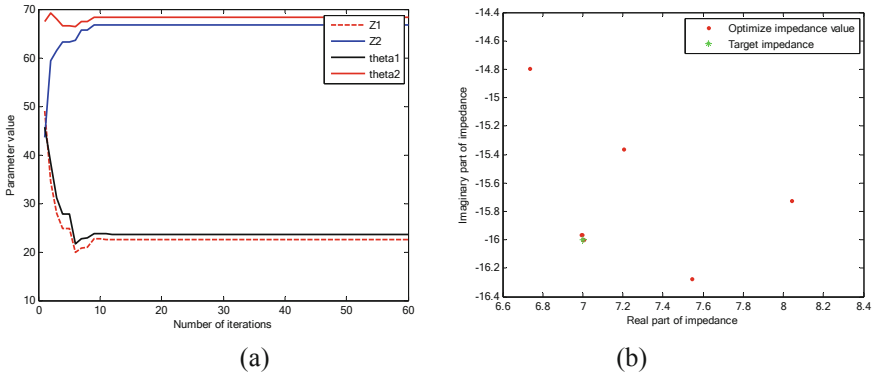 70
60
50
40
30
20
10
0
10
20
30
40
50
60
Parameter value
Number of iterations
Z1
Z2
theta1
theta2
(a)
-14.4
-14.6
-14.8
-15
-15.2
-15.4
-15.6
-15.8
-16
-16.2
-16.4
6.6
6.8
7
7.2
7.4
7.6
7.8
8
8.2
8.4
Imaginary part of impedance
Real part of impedance
Optimize impedance value
Target impedance
(b)